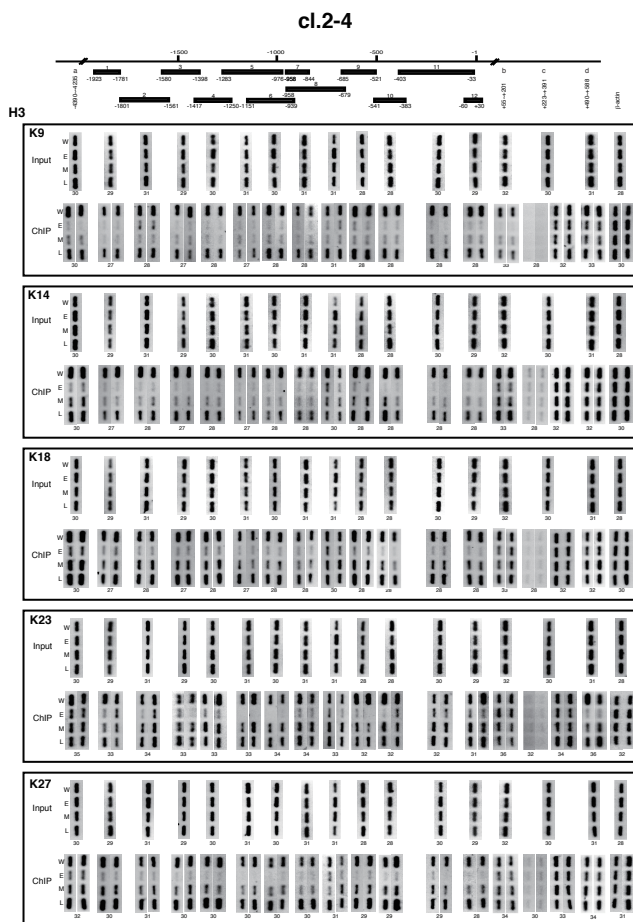 cl.2-4
-1500 -1000 -500 -1
a 1 3 5 7 9 11 b c d
-1923 -1781 -1580 -1398 -1283 -976 -844 -685 -521 -403 -33
2 4 6 8 10 12
-1801 -1561 -1417 -1250 -1151 -939 -958 -679 -541 -383 -60 +30
+55→+201
β-actin
H3
K9
Input
W
E
M
L
30 29 31 29 30 31 30 31 31 28 28 30 29 32 30 31 28
ChIP
W
E
M
L
30 27 28 27 28 27 28 28 31 28 28 28 28 28 32 33 30
K14
Input
W
E
M
L
30 29 31 29 30 31 30 31 30 28 28 30 29 32 30 31 28
ChIP
W
E
M
L
30 27 28 27 28 27 28 28 30 28 28 28 28 33 28 32 32 30
K18
Input
W
E
M
L
30 29 31 29 30 31 30 31 31 28 28 30 29 32 30 31 28
ChIP
W
E
M
L
30 27 28 27 28 27 28 28 30 28 28 28 28 32 32 30
K23
Input
W
E
M
L
30 29 31 29 30 31 30 31 30 28 28 30 29 32 30 31 28
ChIP
W
E
M
L
35 33 34 33 33 33 34 34 33 32 32 32 31 36 32 34 36 32
K27
Input
W
E
M
L
30 29 31 29 30 31 30 31 31 28 28 30 29 32 30 31 28
ChIP
W
E
M
L
32 30 31 30 30 30 30 30 31 29 29 29 28 34 30 33 34 31